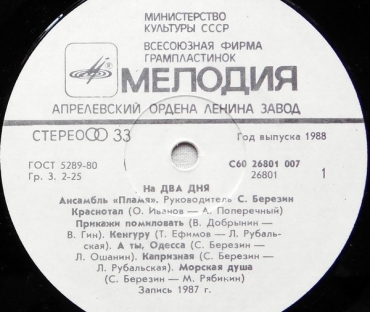 МИНИСТЕРСТВО
КУЛЬТУРЫ СССР
ВСЕСОЮЗНАЯ ФИРМА
ГРАМПЛАСТИНОК
МЕЛОДИЯ
АПРЕЛЕВСКИЙ ОРДЕНА ЛЕНИНА ЗАВОД
СТЕРЕО 33
Год выпуска 1988
ГОСТ 5289-80
Гр. 3. 2-25
С60 26801 007
26801
1
На ДВА ДНЯ
Ансамбль «Пламя». Руководитель С. Березин
Краснотал (О. Иванов — А. Поперечный)
Прикажи помиловать (В. Добрынин —
В. Гин). Кенгуру (Т. Ефимов — Л. Рубаль-
ская). А ты, Одесса (С. Березин —
Л. Ошанин). Капризная (С. Березин —
Л. Рубальская). Морская душа
(С. Березин — М. Рябикин)
Запись 1987 г.